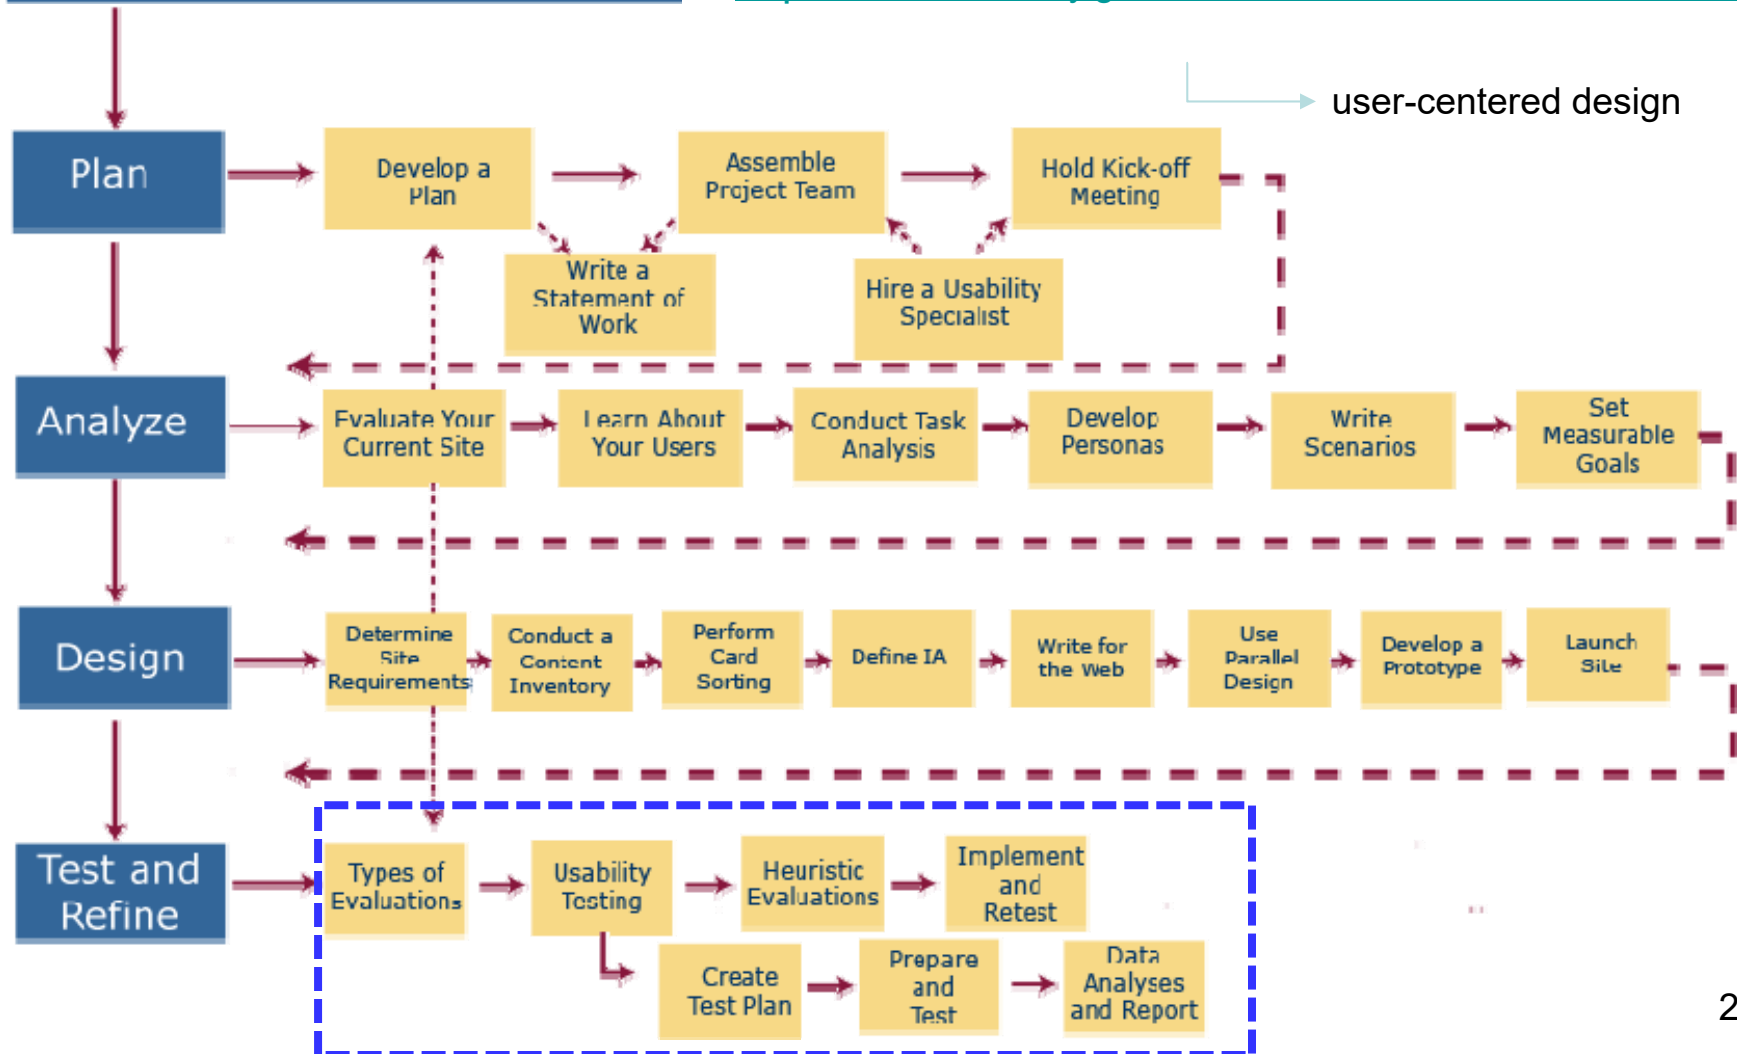 user-centered design
Plan
Develop a
Plan
Assemble
Project Team
Hold Kick-off
Meeting
Write a
Statement of
Work
Hire a Usability
Specialist
Analyze
Evaluate Your
Current Site
Learn About
Your Users
Conduct Task
Analysis
Develop
Personas
Write
Scenarios
Set
Measurable
Goals
Design
Determine
Site
Requirements
Conduct a
Content
Inventory
Perform
Card
Sorting
Define IA
Write for
the Web
Use
Parallel
Design
Develop a
Prototype
Launch
Site
Test and
Refine
Types of
Evaluations
Usability
Testing
Heuristic
Evaluations
Implement
and
Retest
Create
Test Plan
Prepare
and
Test
Data
Analyses
and Report
2